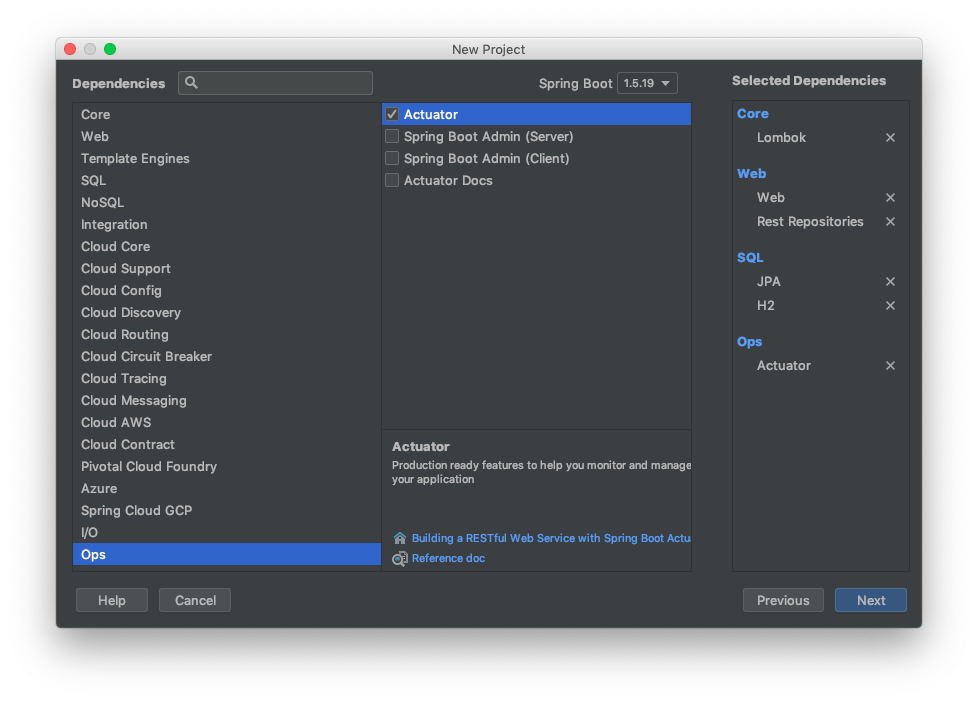 New Project
Dependencies
Spring Boot 1.5.19
Core
Web
Template Engines
SQL
NoSQL
Integration
Cloud Core
Cloud Support
Cloud Config
Cloud Discovery
Cloud Routing
Cloud Circuit Breaker
Cloud Tracing
Cloud Messaging
Cloud AWS
Cloud Contract
Pivotal Cloud Foundry
Azure
Spring Cloud GCP
I/O
Ops
Actuator
Spring Boot Admin (Server)
Spring Boot Admin (Client)
Actuator Docs
Actuator
Production ready features to help you monitor and manage
your application
Building a RESTful Web Service with Spring Boot Actu
Reference doc
Selected Dependencies
Core
Lombok
Web
Web
Rest Repositories
SQL
JPA
H2
Ops
Actuator
Help
Cancel
Previous
Next